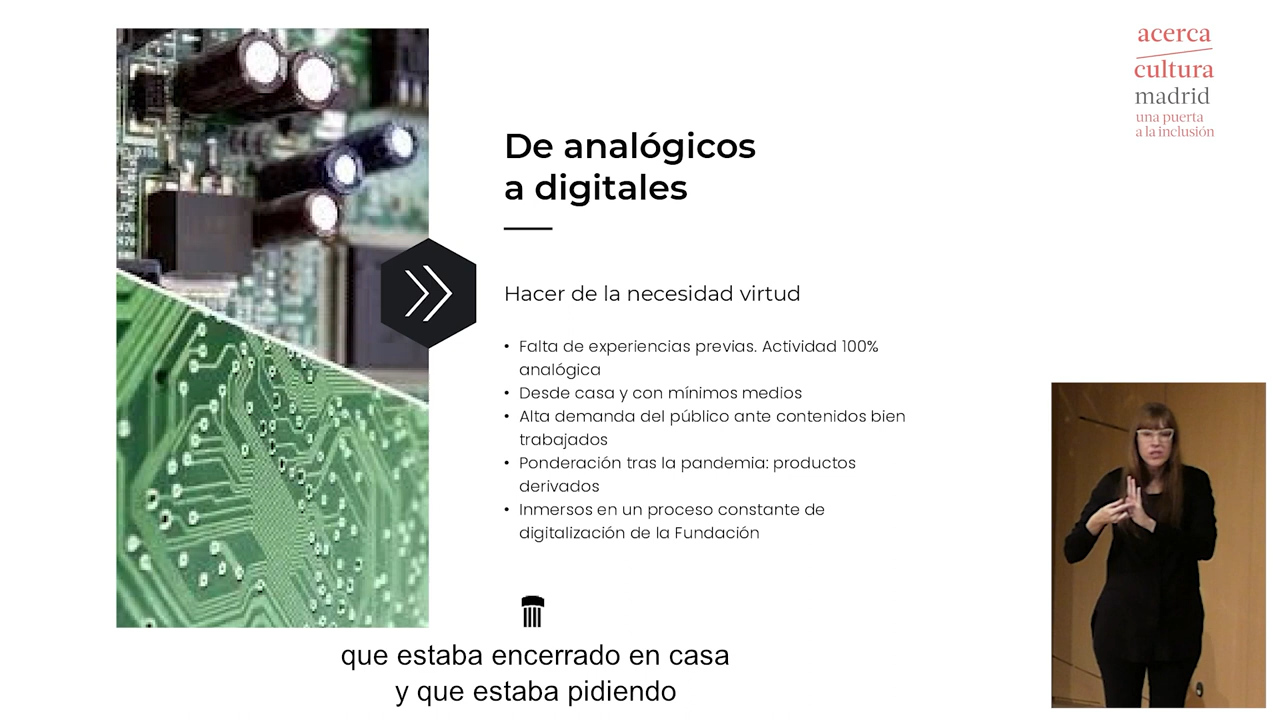 acerca
cultura
madrid
una puerta
a la inclusión
De analógicos
a digitales
Hacer de la necesidad virtud
• Falta de experiencias previas. Actividad 100%
analógica
• Desde casa y con mínimos medios
• Alta demanda del público ante contenidos bien
trabajados
• Ponderación tras la pandemia: productos
derivados
• Inmersos en un proceso constante de
digitalización de la Fundación
que estaba encerrado en casa
y que estaba pidiendo